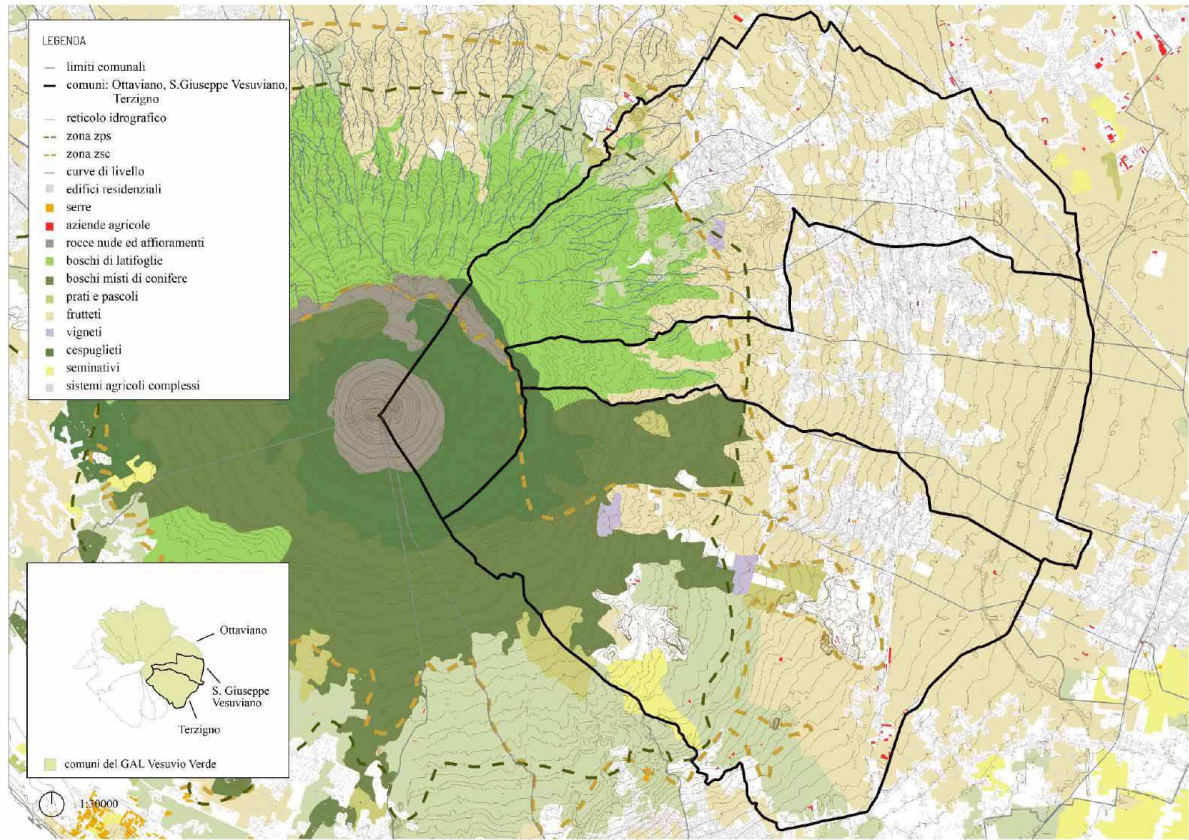 LEGENDA
limiti comunali
comuni: Ottaviano, S.Giuseppe Vesuviano,
Terzigno
reticolo idrografico
zona zps
zona zsc
curve di livello
edifici residenziali
serre
aziende agricole
rocce nude ed affioramenti
boschi di latifoglie
boschi misti di conifere
prati e pascoli
frutteti
vigneti
cespuglieti
seminativi
sistemi agricoli complessi
Ottaviano
S. Giuseppe
Vesuviano
Terzigno
comuni del GAL Vesuvio Verde
1:30000